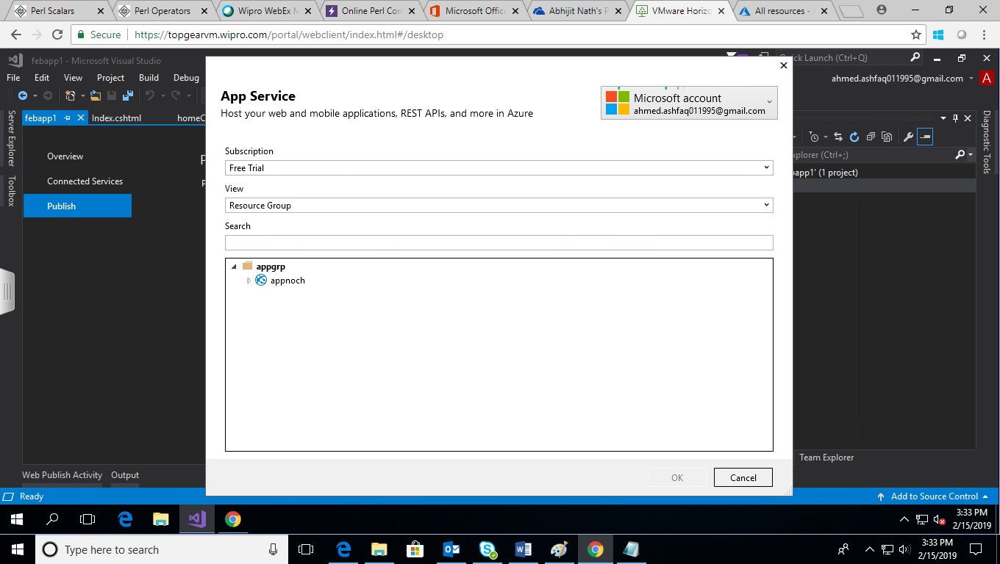 Perl Scalars
Perl Operators
Wipro WebEx M
Online Perl Con
Microsoft Offic
Abhijit Nath's
VMware Horizo
All resources -
Secure https://topgearvm.wipro.com/portal/webclient/index.html#/desktop
febapp1 - Microsoft Visual Studio
ck Launch (Ctrl+Q)
File Edit View Project Build Debug
ahmed.ashfaq011995@gmail.com A
febapp1 Index.cshtml homeC
Server Explorer
Toolbox
Overview
Connected Services
Publish
App Service
Host your web and mobile applications, REST APIs, and more in Azure
Microsoft account
ahmed.ashfaq011995@gmail.com
Subscription
Free Trial
View
Resource Group
Search
appgrp
appnoch
OK Cancel
xplorer (Ctrl+;)
app1' (1 project)
Diagnostic Tools
Team Explorer
Web Publish Activity Output
Ready
Add to Source Control
3:33 PM
2/15/2019
Type here to search
3:33 PM
2/15/2019